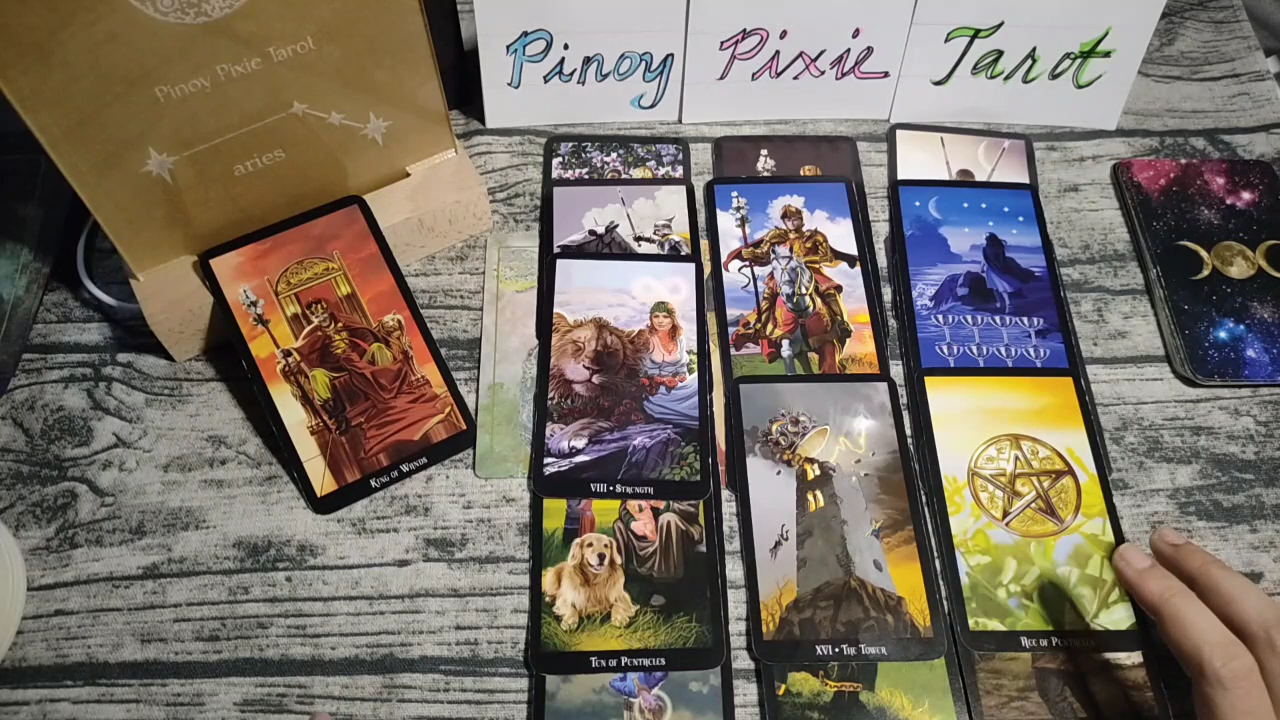 Pinoy Pixie Tarot
aries
Pinoy Pixie Tarot
KING OF WANDS
VIII • STRENGTH
TEN OF PENTACLES
XVI • THE TOWER
ACE OF PENTACLES